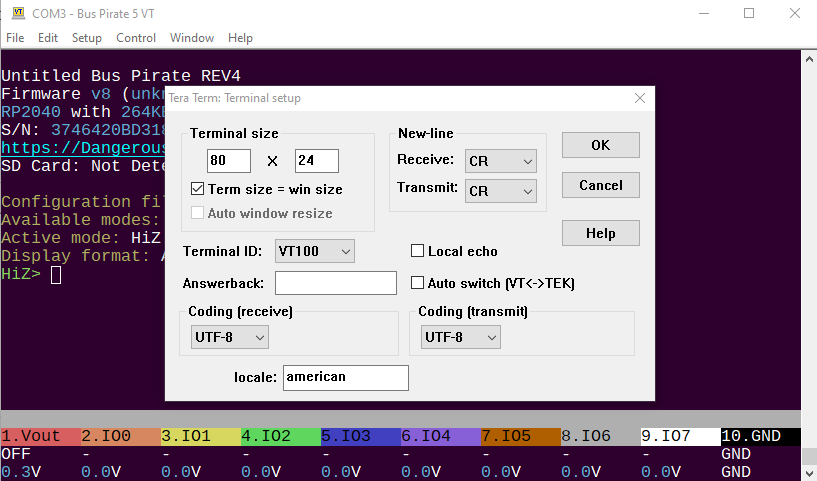 COM3 - Bus Pirate 5 VT
File Edit Setup Control Window Help
Untitled Bus Pirate REV4
Firmware v8
RP2040 with
S/N: 3746420BD318
https://Dangerous
SD Card: Not
Configuration
Available modes:
Active mode: HiZ
Display format:
HiZ>
Tera Term: Terminal setup
Terminal size
80 X 24
Term size = win size
Auto window resize
New-line
Receive: CR
Transmit: CR
OK
Cancel
Help
Terminal ID: VT100
Local echo
Answerback:
Auto switch (VT<->TEK)
Coding (receive)
UTF-8
Coding (transmit)
UTF-8
locale: american
1.Vout 2.IO0 3.IO1 4.IO2 5.IO3 6.IO4 7.IO5 8.IO6 9.IO7 10.GND
OFF - - - - - - - - GND
0.3V 0.0V 0.0V 0.0V 0.0V 0.0V 0.0V 0.0V 0.0V GND